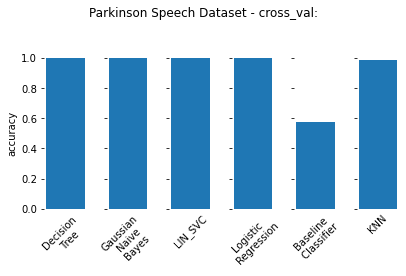 Parkinson Speech Dataset - cross_val:
1.0
0.8
0.6
0.4
0.2
0.0
accuracy
Decision
Tree
Gaussian
Naive
Bayes
LIN_SVC
Logistic
Regression
Baseline
Classifier
KNN